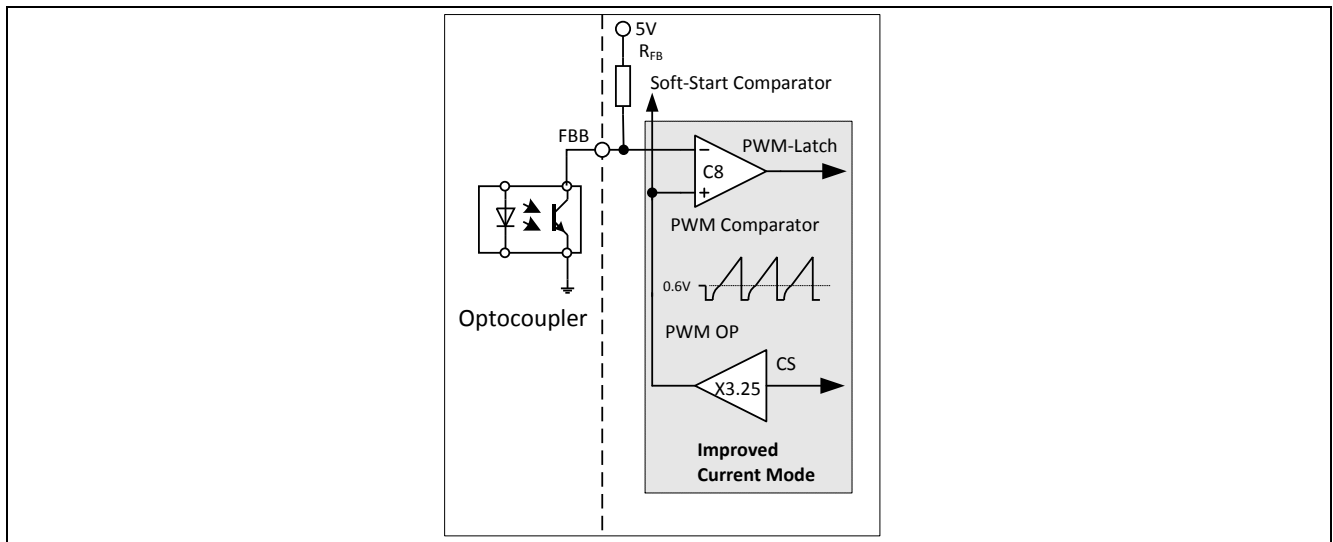 5V
RFB
Soft-Start Comparator
FBB
PWM-Latch
−
C8
+
PWM Comparator
0.6V
Optocoupler
PWM OP
CS
X3.25
Improved
Current Mode